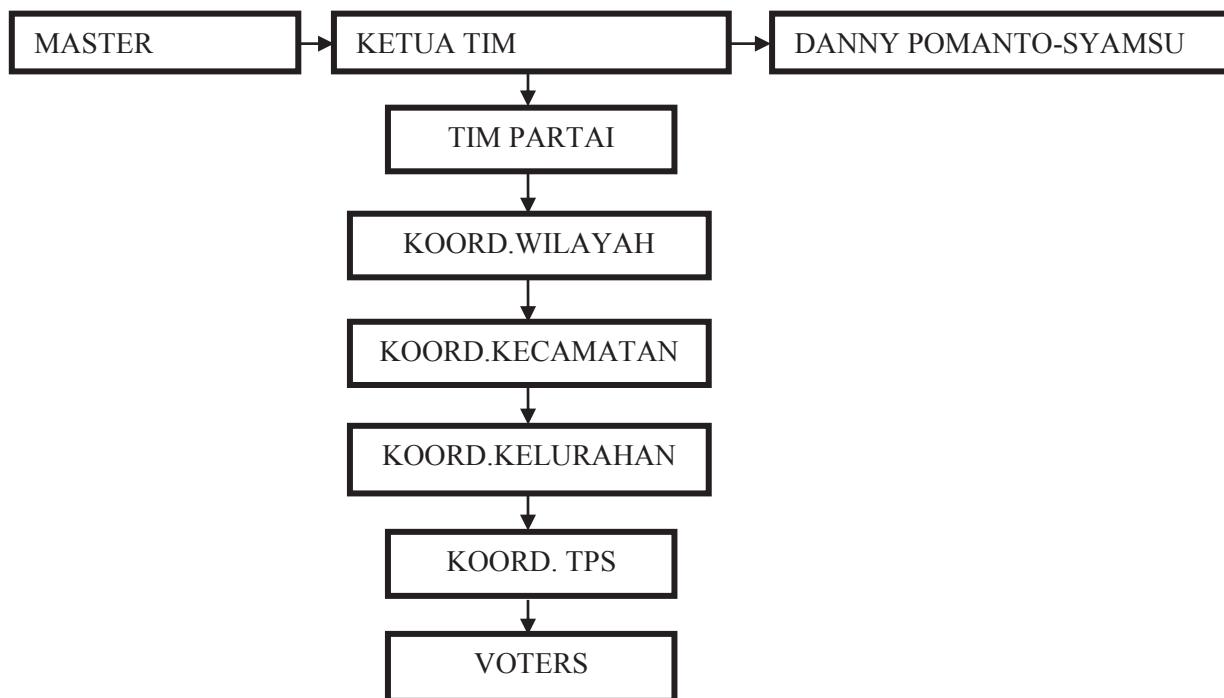 MASTER
KETUA TIM
DANNY POMANTO-SYAMSU
TIM PARTAI
KOORD.WILAYAH
KOORD.KECAMATAN
KOORD.KELURAHAN
KOORD. TPS
VOTERS